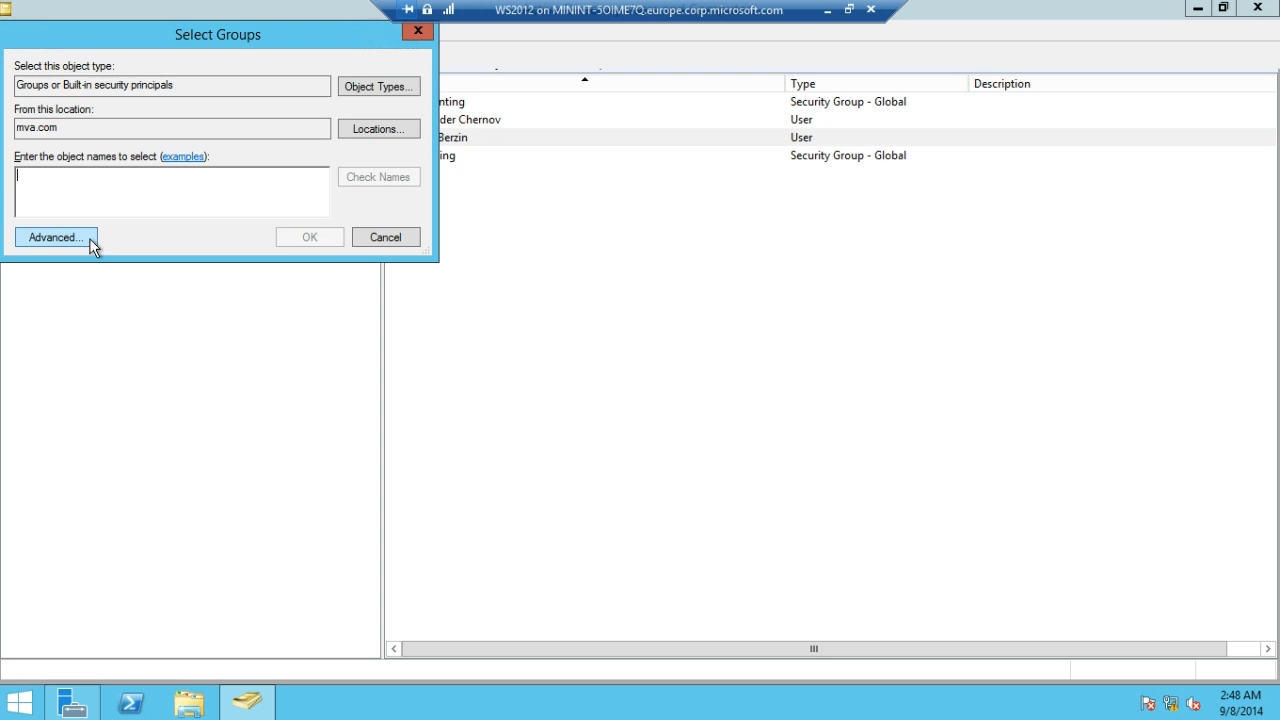 WS2012 on MININT-5OIME7Q.europe.corp.microsoft.com
Select Groups
Select this object type:
Groups or Built-in security principals
Object Types...
From this location:
mva.com
Locations...
Enter the object names to select (examples):
Check Names
Advanced...
OK
Cancel
Type
Description
nting
Security Group - Global
der Chernov
User
Berzin
User
ing
Security Group - Global
2:48 AM
9/8/2014